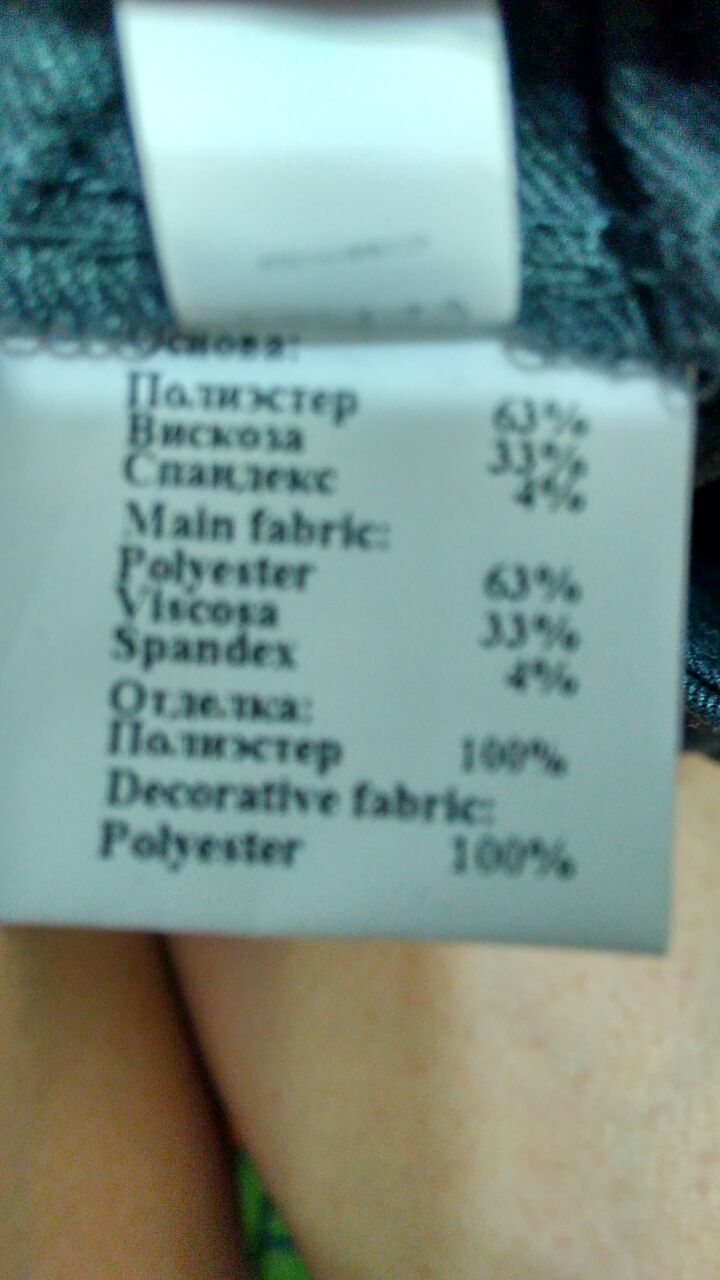 Основа:
Полиэстер 63%
Вискоза 33%
Спандекс 4%
Main fabric:
Polyester 63%
Viscosa 33%
Spandex 4%
Отделка:
Полиэстер 100%
Decorative fabric:
Polyester 100%